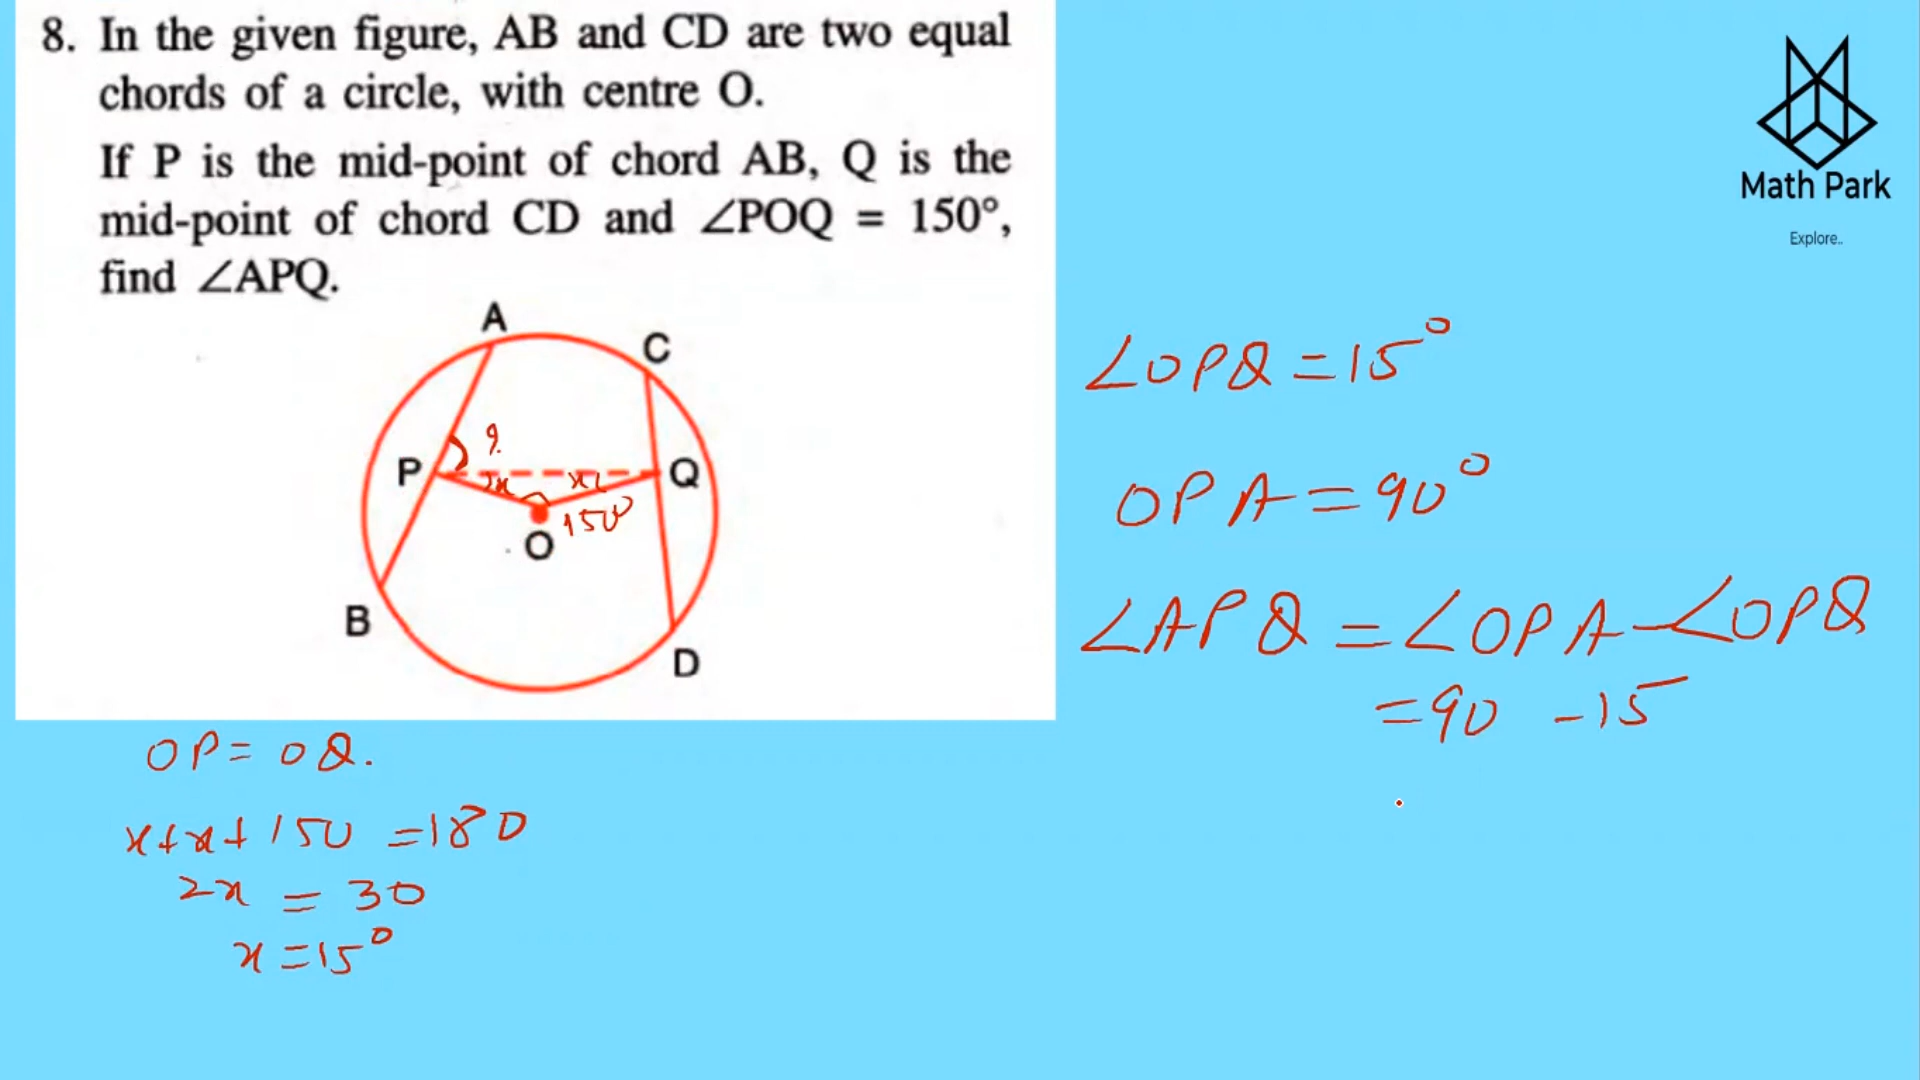 8. In the given figure, AB and CD are two equal
chords of a circle, with centre O.
If P is the mid-point of chord AB, Q is the
mid-point of chord CD and ∠POQ = 150°,
find ∠APQ.
A
C
?
P
x
x
Q
150°
O
B
D
OP = OQ.
x+x+150 = 180
2x = 30
x = 15°
Math Park
Explore..
∠OPQ = 15°
OPA = 90°
∠APQ = ∠OPA - ∠OPQ
= 90 - 15